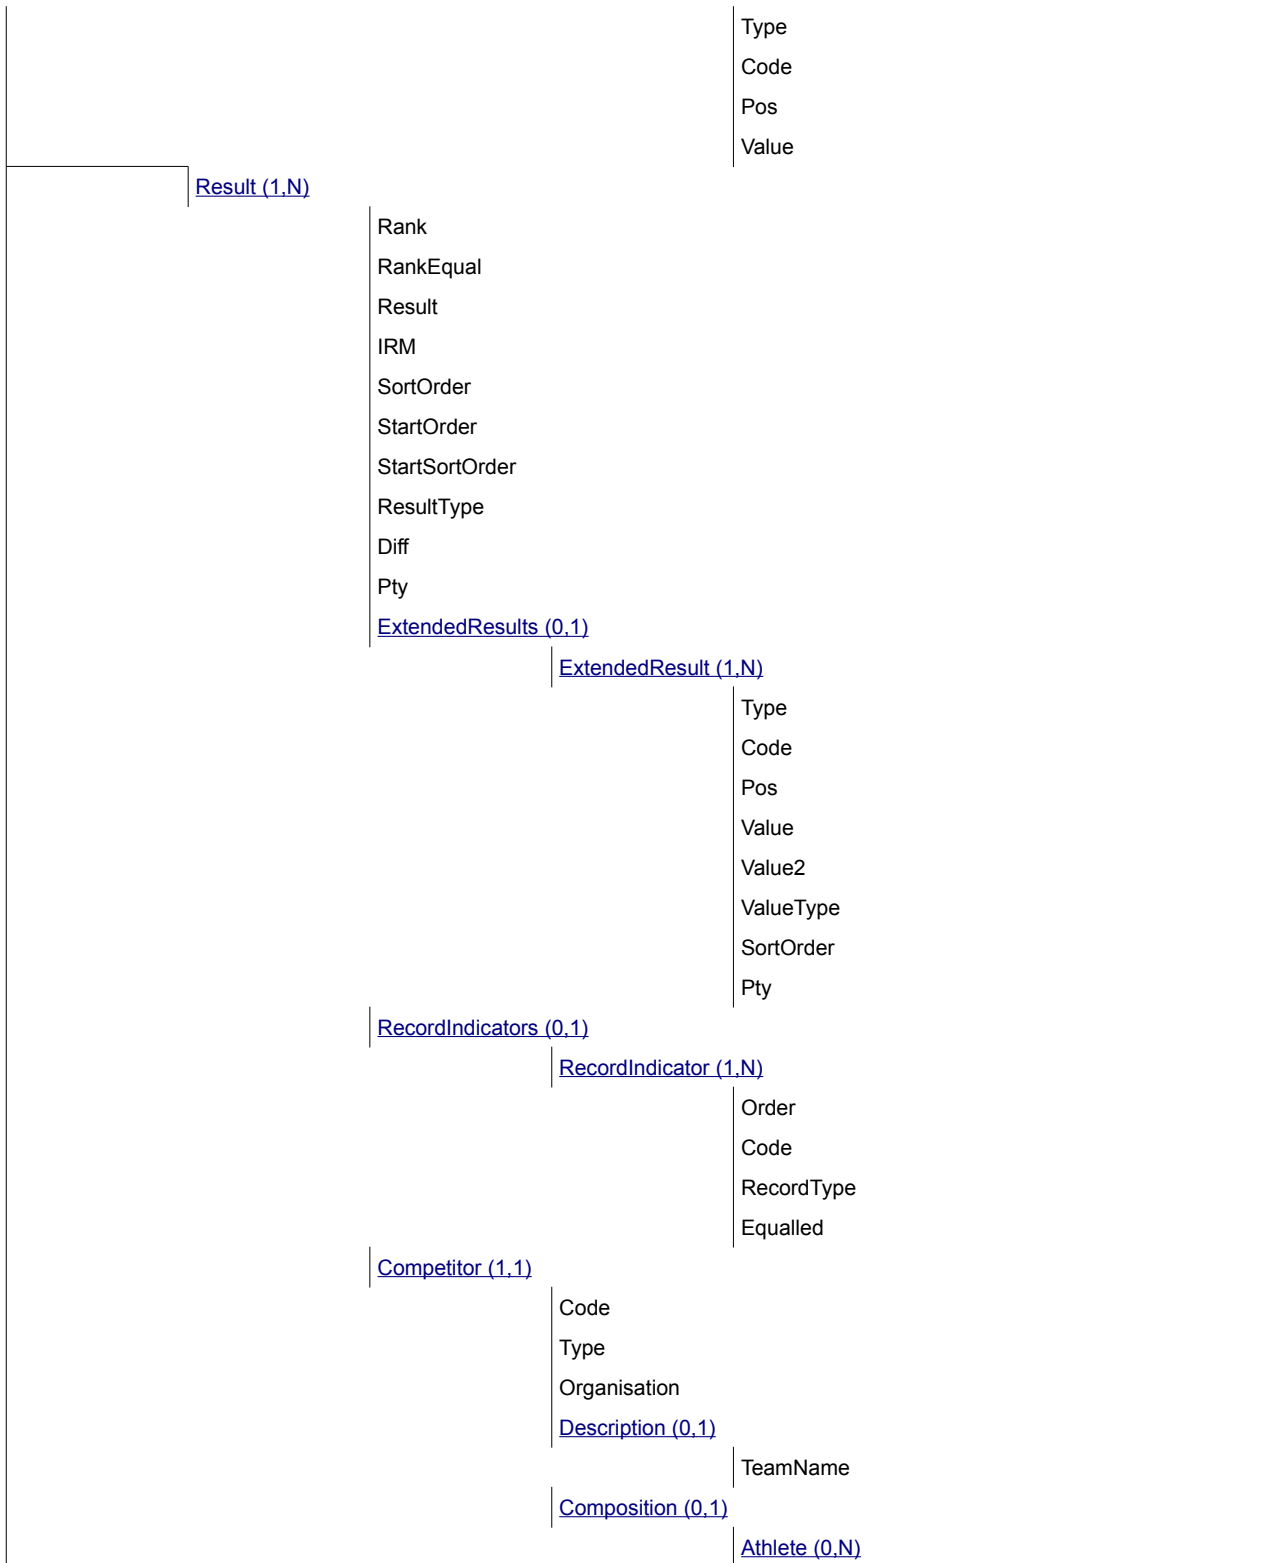 Type
Code
Pos
Value
Result (1,N)
Rank
RankEqual
Result
IRM
SortOrder
StartOrder
StartSortOrder
ResultType
Diff
Pty
ExtendedResults (0,1)
ExtendedResult (1,N)
Type
Code
Pos
Value
Value2
ValueType
SortOrder
Pty
RecordIndicators (0,1)
RecordIndicator (1,N)
Order
Code
RecordType
Equalled
Competitor (1,1)
Code
Type
Organisation
Description (0,1)
TeamName
Composition (0,1)
Athlete (0,N)